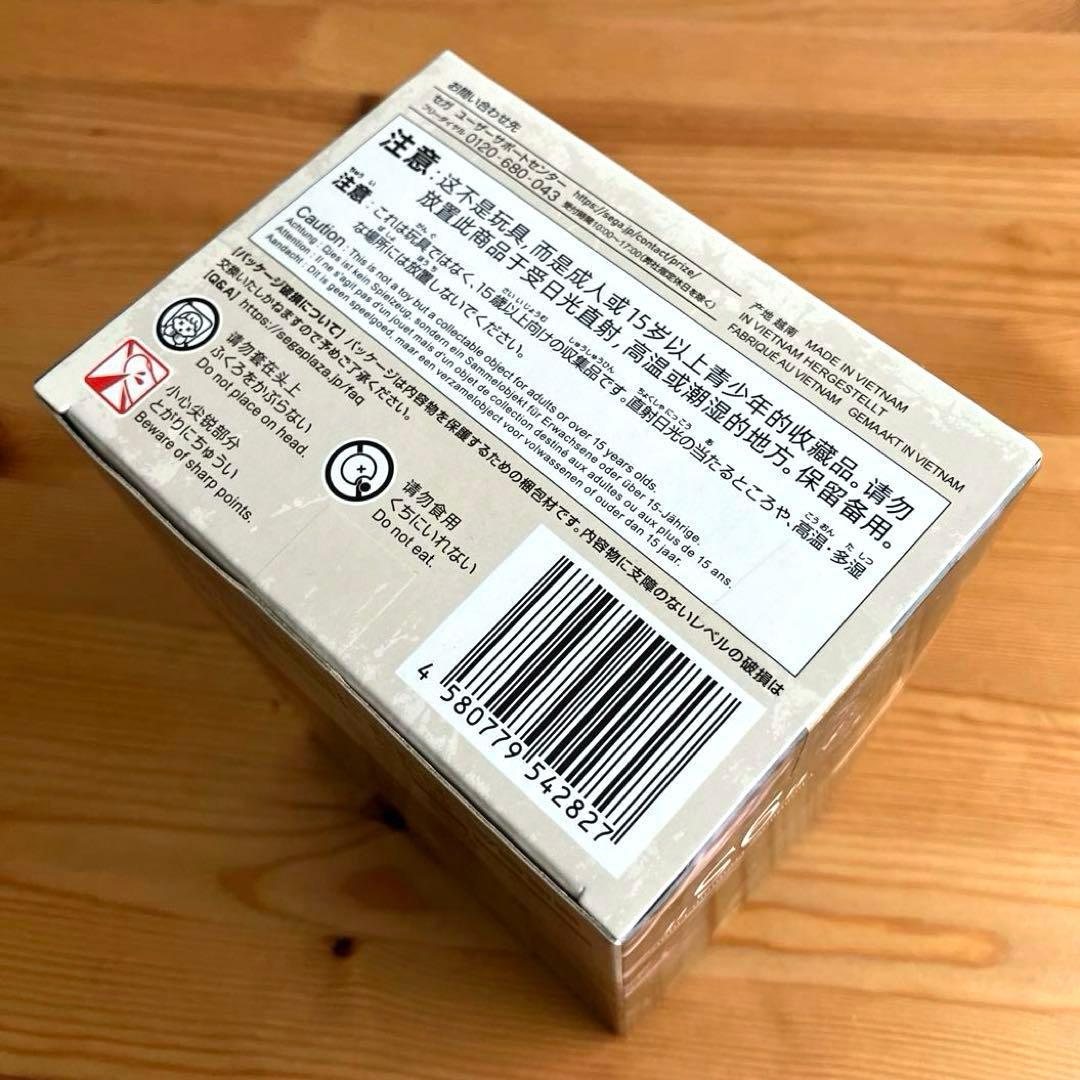 お問い合わせ先
セガ ユーザーサポートセンター https://sega.jp/contact/prize/
フリーダイヤル 0120-680-043 受付時間10:00〜17:00(弊社指定休日を除く)
产地 越南 MADE IN VIETNAM
IN VIETNAM HERGESTELLT
FABRIQUÉ AU VIETNAM GEMAAKT IN VIETNAM
注意:这不是玩具,而是成人或15岁以上青少年的收藏品。请勿
放置此商品于受日光直射,高温或潮湿的地方。保留备用。
注意:これは玩具ではなく、15歳以上向けの収集品です。直射日光の当たるところや、高温・多湿
な場所には放置しないでください。
Caution : This is not a toy but a collectable object for adults or over 15 years olds.
Achtung : Dies ist kein Spielzeug, sondern ein Sammelobjekt für Erwachsene oder über 15-Jährige.
Attention : Il ne s'agit pas d'un jouet mais d'un objet de collection destiné aux adultes ou aux plus de 15 ans.
Aandacht : Dit is geen speelgoed, maar een verzamelobject voor volwassenen of ouder dan 15 jaar.
[パッケージ破損について] パッケージは内容物を保護するための梱包材です。内容物に支障のないレベルの破損は
交換いたしかねますので予めご了承ください。
[Q&A] https://segaplaza.jp/faq
请勿套在头上
ふくろをかぶらない
Do not place on head.
小心尖锐部分
とがりにちゅうい
Beware of sharp points.
请勿食用
くちにいれない
Do not eat.
4 580779 542827